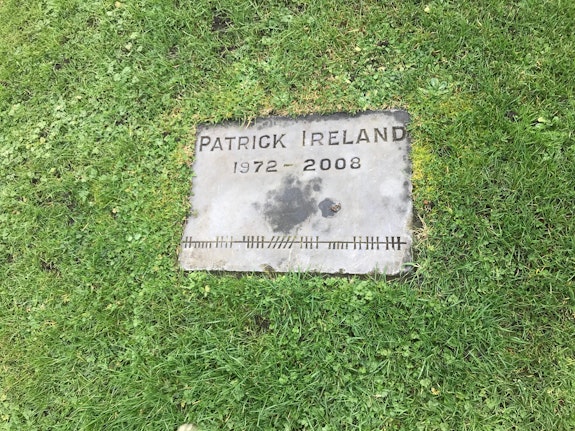 PATRICK IRELAND
1972 - 2008